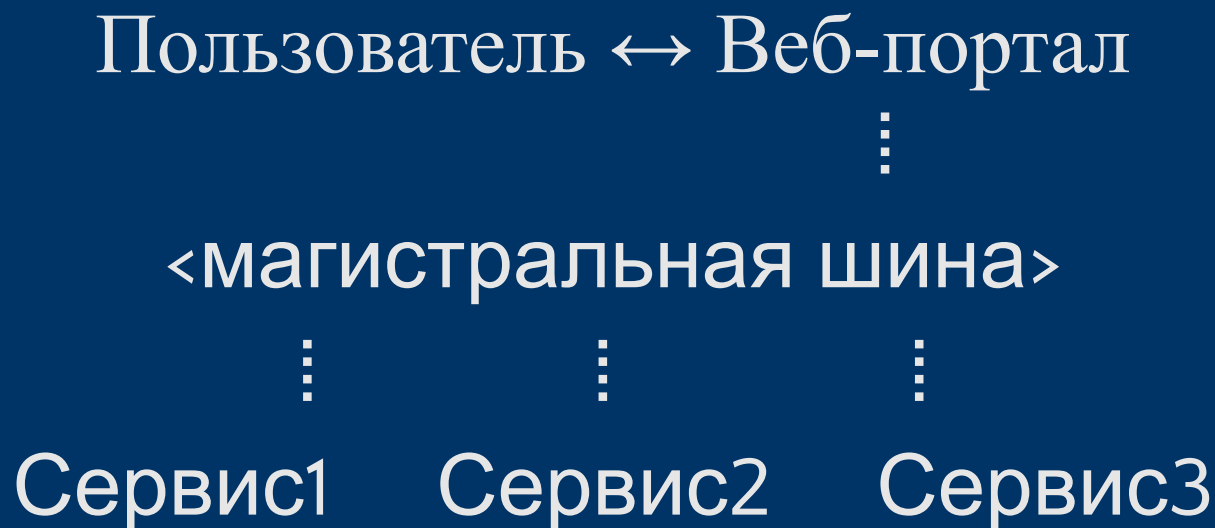 Пользователь ↔ Веб-портал
⁞
<магистральная шина>
⁞ ⁞ ⁞
Сервис1 Сервис2 Сервис3